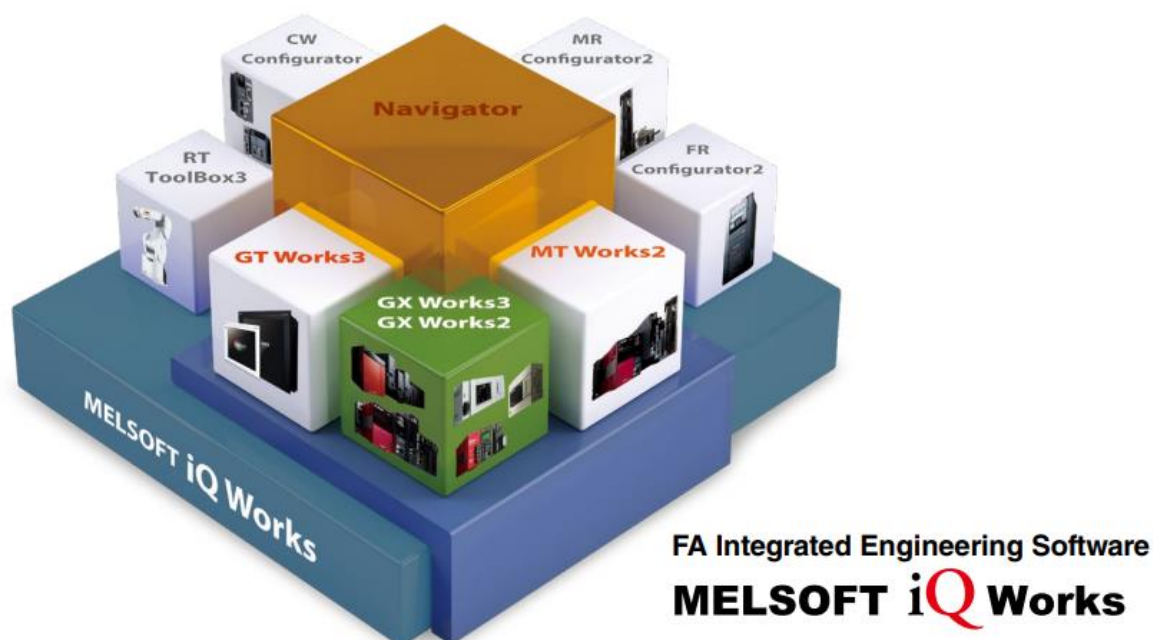 CW
Configurator
MR
Configurator2
Navigator
RT
ToolBox3
FR
Configurator2
GT Works3
MT Works2
GX Works3
GX Works2
MELSOFT iQ Works
FA Integrated Engineering Software
MELSOFT iQ Works